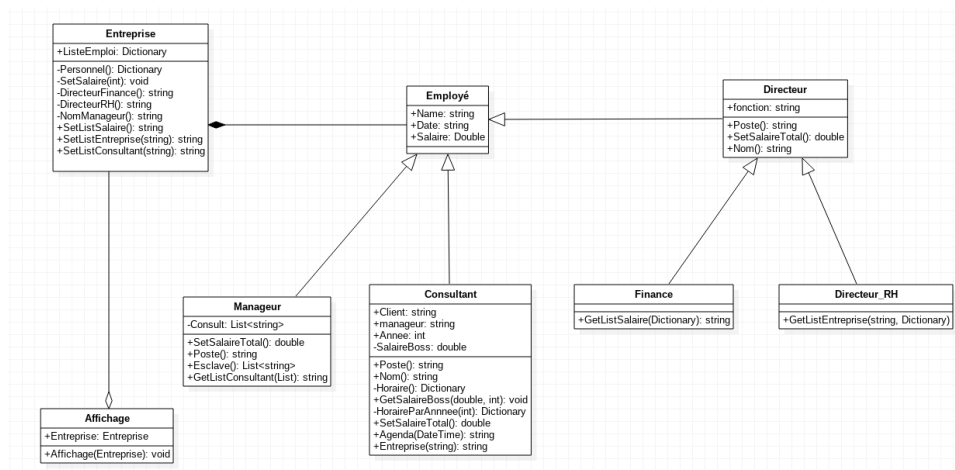 Entreprise
+ListeEmploi: Dictionary
-Personnel(): Dictionary
-SetSalaire(int): void
-DirecteurFinance(): string
-DirecteurRH(): string
-NomManageur(): string
+SetListSalaire(): string
+SetListEntreprise(string): string
+SetListConsultant(string): string
Employé
+Name: string
+Date: string
+Salaire: Double
Directeur
+fonction: string
+Poste(): string
+SetSalaireTotal(): double
+Nom(): string
Manageur
-Consult: List<string>
+SetSalaireTotal(): double
+Poste(): string
+Esclave(): List<string>
+GetListConsultant(List): string
Consultant
+Client: string
+manageur: string
+Annee: int
-SalaireBoss: double
+Poste(): string
+Nom(): string
-Horaire(): Dictionary
+GetSalaireBoss(double, int): void
-HoraireParAnnnee(int): Dictionary
+SetSalaireTotal(): double
+Agenda(DateTime): string
+Entreprise(string): string
Finance
+GetListSalaire(Dictionary): string
Directeur_RH
+GetListEntreprise(string, Dictionary)
Affichage
+Entreprise: Entreprise
+Affichage(Entreprise): void